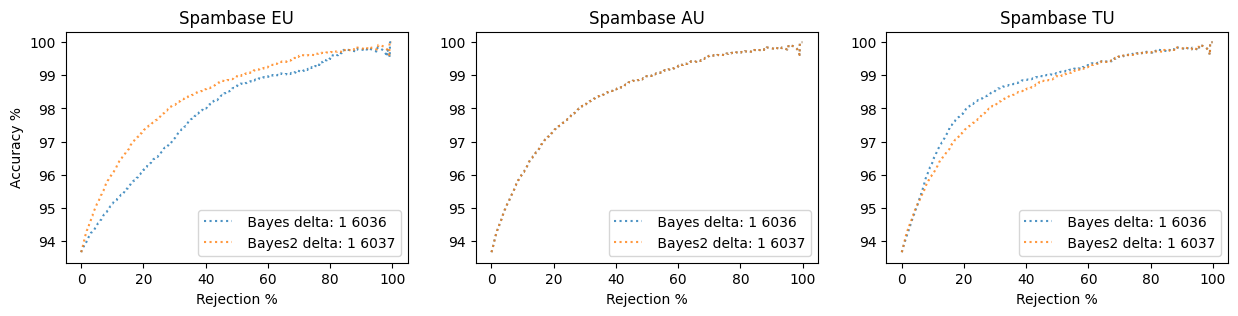 Spambase EU
Accuracy %
100
99
98
97
96
95
94
Bayes delta: 1 6036
Bayes2 delta: 1 6037
0 20 40 60 80 100
Rejection %
Spambase AU
100
99
98
97
96
95
94
Bayes delta: 1 6036
Bayes2 delta: 1 6037
0 20 40 60 80 100
Rejection %
Spambase TU
100
99
98
97
96
95
94
Bayes delta: 1 6036
Bayes2 delta: 1 6037
0 20 40 60 80 100
Rejection %